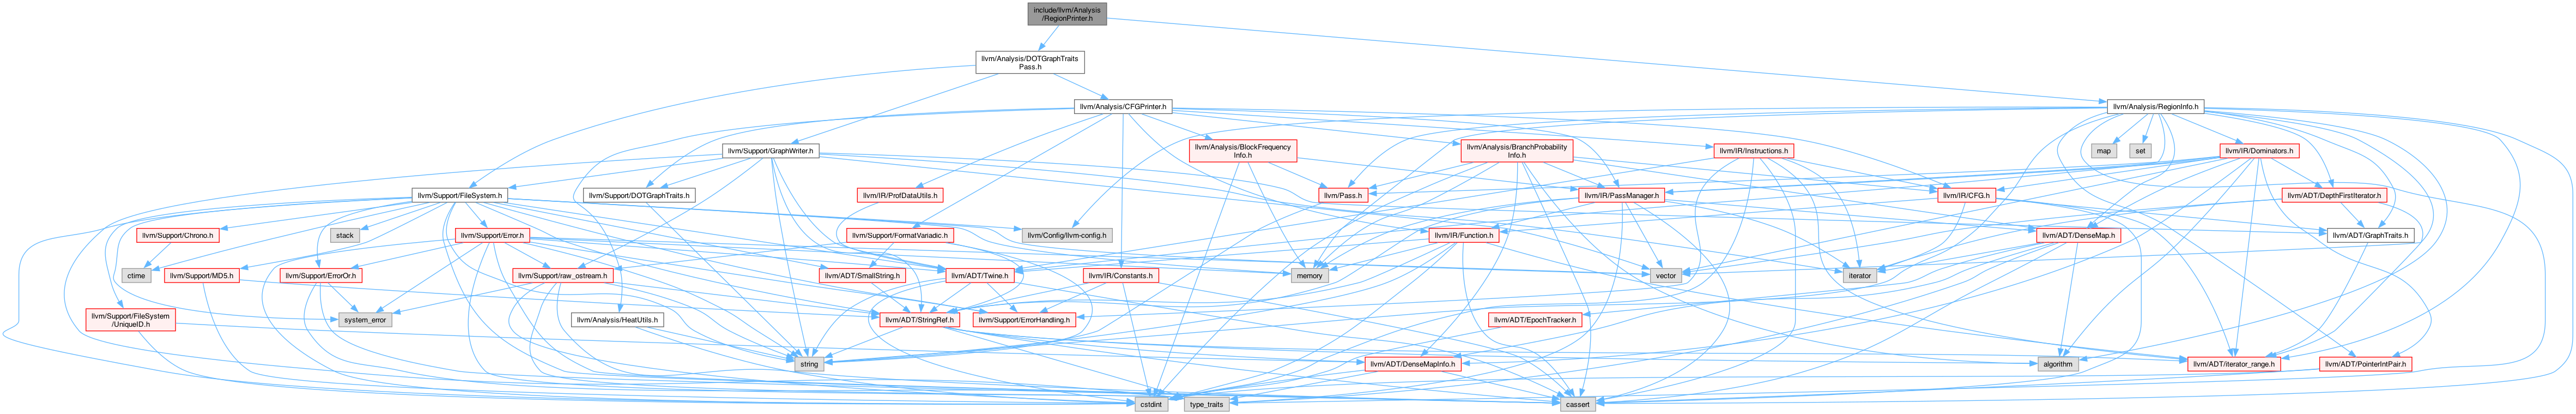 include/llvm/Analysis
/RegionPrinter.h
llvm/Analysis/DOTGraphTraits
Pass.h
llvm/Analysis/CFGPrinter.h
llvm/Analysis/RegionInfo.h
llvm/Support/GraphWriter.h
llvm/Analysis/BlockFrequency
Info.h
llvm/Analysis/BranchProbability
Info.h
llvm/IR/Instructions.h
map
set
llvm/IR/Dominators.h
llvm/Support/FileSystem.h
llvm/Support/DOTGraphTraits.h
llvm/IR/ProfDataUtils.h
llvm/Pass.h
llvm/IR/PassManager.h
llvm/IR/CFG.h
llvm/ADT/DepthFirstIterator.h
llvm/Support/Chrono.h
stack
llvm/Support/Error.h
llvm/Support/FormatVariadic.h
llvm/Config/llvm-config.h
llvm/IR/Function.h
llvm/ADT/DenseMap.h
llvm/ADT/GraphTraits.h
ctime
llvm/Support/MD5.h
llvm/Support/ErrorOr.h
llvm/Support/raw_ostream.h
llvm/ADT/SmallString.h
llvm/ADT/Twine.h
llvm/IR/Constants.h
memory
vector
iterator
llvm/Support/FileSystem
/UniqueID.h
system_error
llvm/Analysis/HeatUtils.h
llvm/ADT/StringRef.h
llvm/Support/ErrorHandling.h
llvm/ADT/EpochTracker.h
string
llvm/ADT/DenseMapInfo.h
algorithm
llvm/ADT/iterator_range.h
llvm/ADT/PointerIntPair.h
cstdint
type_traits
cassert